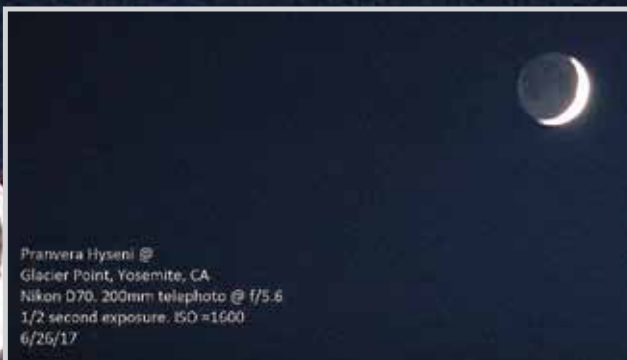 Pranvera Hyseni @
Glacier Point, Yosemite, CA
Nikon D70. 200mm telephoto @ f/5.6
1/2 second exposure. ISO =1600
6/26/17